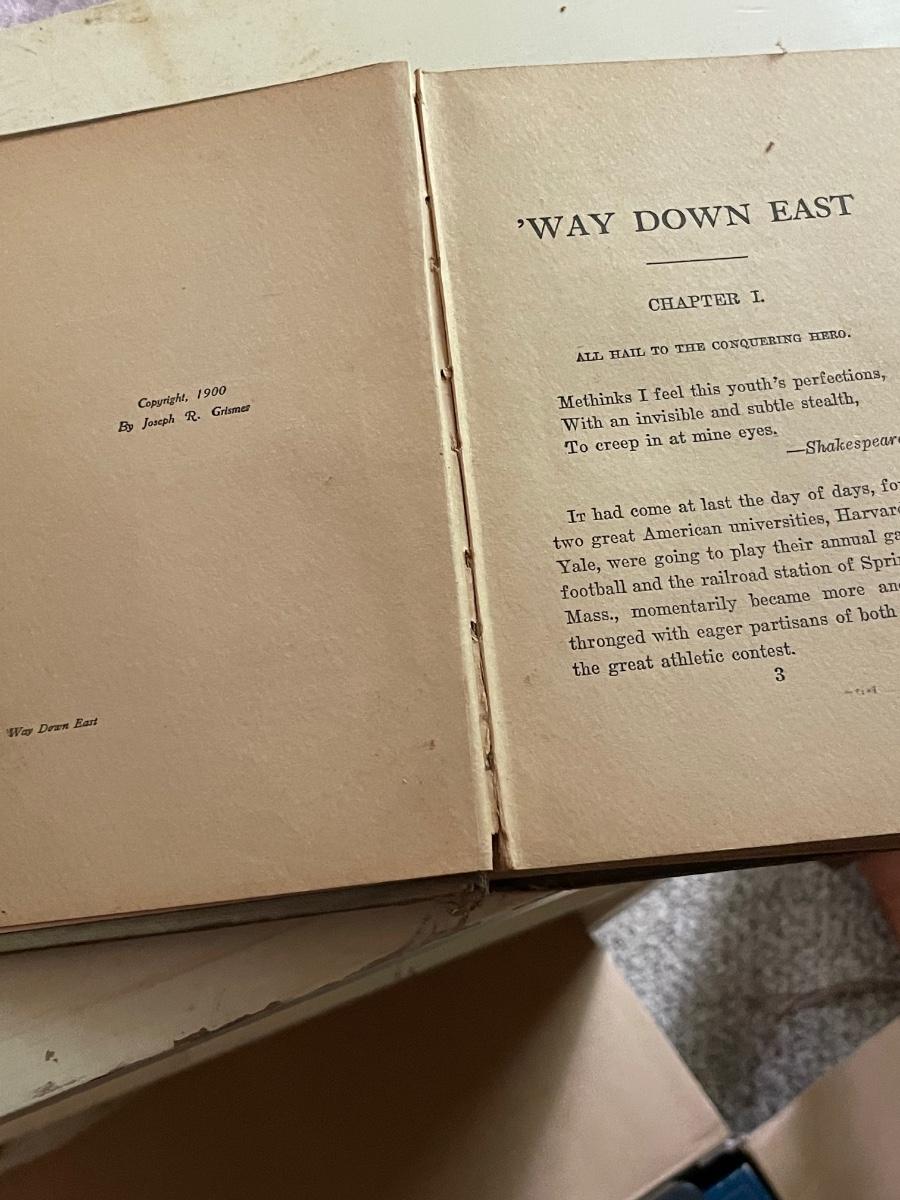 Copyright, 1900
By Joseph R. Grismer
'Way Down East
'WAY DOWN EAST
CHAPTER I.
ALL HAIL TO THE CONQUERING HERO.
Methinks I feel this youth's perfections,
With an invisible and subtle stealth,
To creep in at mine eyes.
—Shakespeare
It had come at last the day of days, fo
two great American universities, Harvard
Yale, were going to play their annual ga
football and the railroad station of Sprin
Mass., momentarily became more and
thronged with eager partisans of both
the great athletic contest.
3